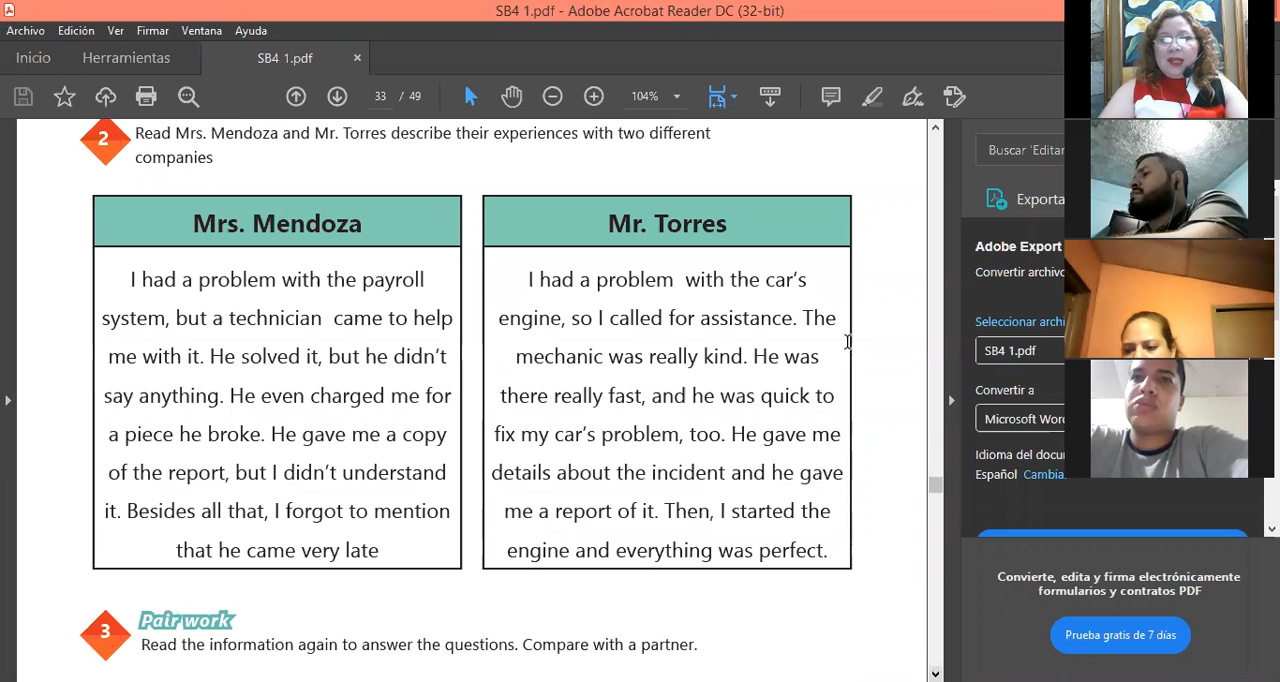 SB4 1.pdf - Adobe Acrobat Reader DC (32-bit)
Archivo Edición Ver Firmar Ventana Ayuda
Inicio Herramientas SB4 1.pdf ×
33 / 49 104%
2 Read Mrs. Mendoza and Mr. Torres describe their experiences with two different
companies
Mrs. Mendoza
I had a problem with the payroll
system, but a technician came to help
me with it. He solved it, but he didn't
say anything. He even charged me for
a piece he broke. He gave me a copy
of the report, but I didn't understand
it. Besides all that, I forgot to mention
that he came very late
Mr. Torres
I had a problem with the car's
engine, so I called for assistance. The
mechanic was really kind. He was
there really fast, and he was quick to
fix my car's problem, too. He gave me
details about the incident and he gave
me a report of it. Then, I started the
engine and everything was perfect.
3 Pair work
Read the information again to answer the questions. Compare with a partner.
Buscar 'Editar
Exporta
Adobe Export
Convertir archivo
Seleccionar archi
SB4 1.pdf
Convertir a
Microsoft Word
Idioma del docu
Español Cambia
Convierte, edita y firma electrónicamente
formularios y contratos PDF
Prueba gratis de 7 días